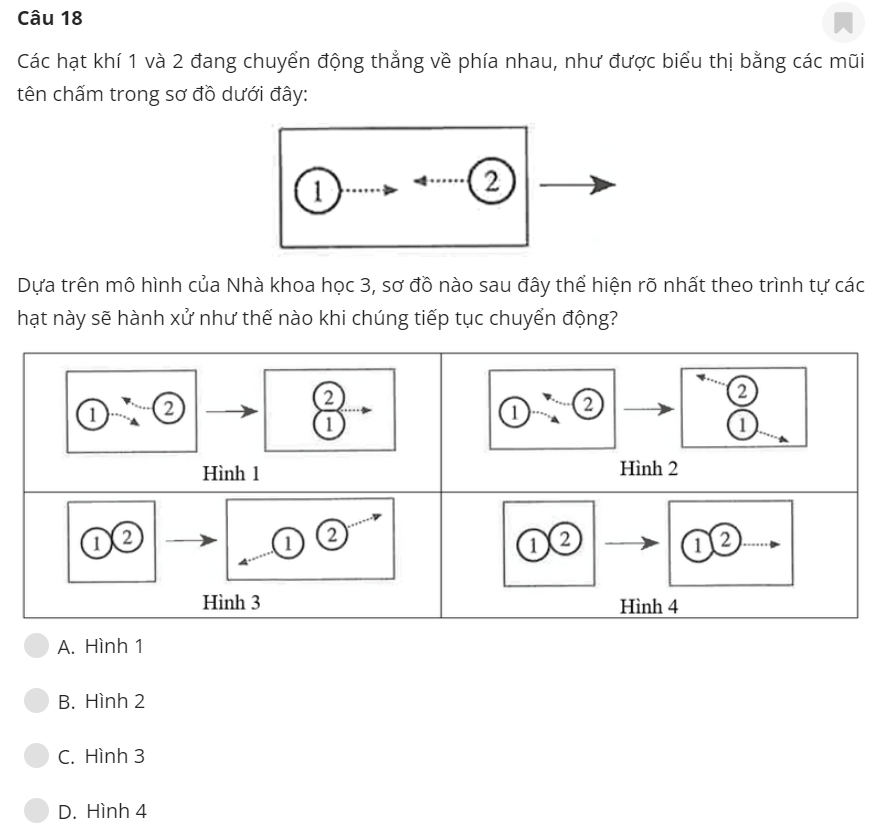 Câu 18
Các hạt khí 1 và 2 đang chuyển động thẳng về phía nhau, như được biểu thị bằng các mũi
tên chấm trong sơ đồ dưới đây:
1 2
Dựa trên mô hình của Nhà khoa học 3, sơ đồ nào sau đây thể hiện rõ nhất theo trình tự các
hạt này sẽ hành xử như thế nào khi chúng tiếp tục chuyển động?
1 2 2 1
Hình 1
1 2 2 1
Hình 2
1 2 1 2
Hình 3
1 2 1 2
Hình 4
A. Hình 1
B. Hình 2
C. Hình 3
D. Hình 4